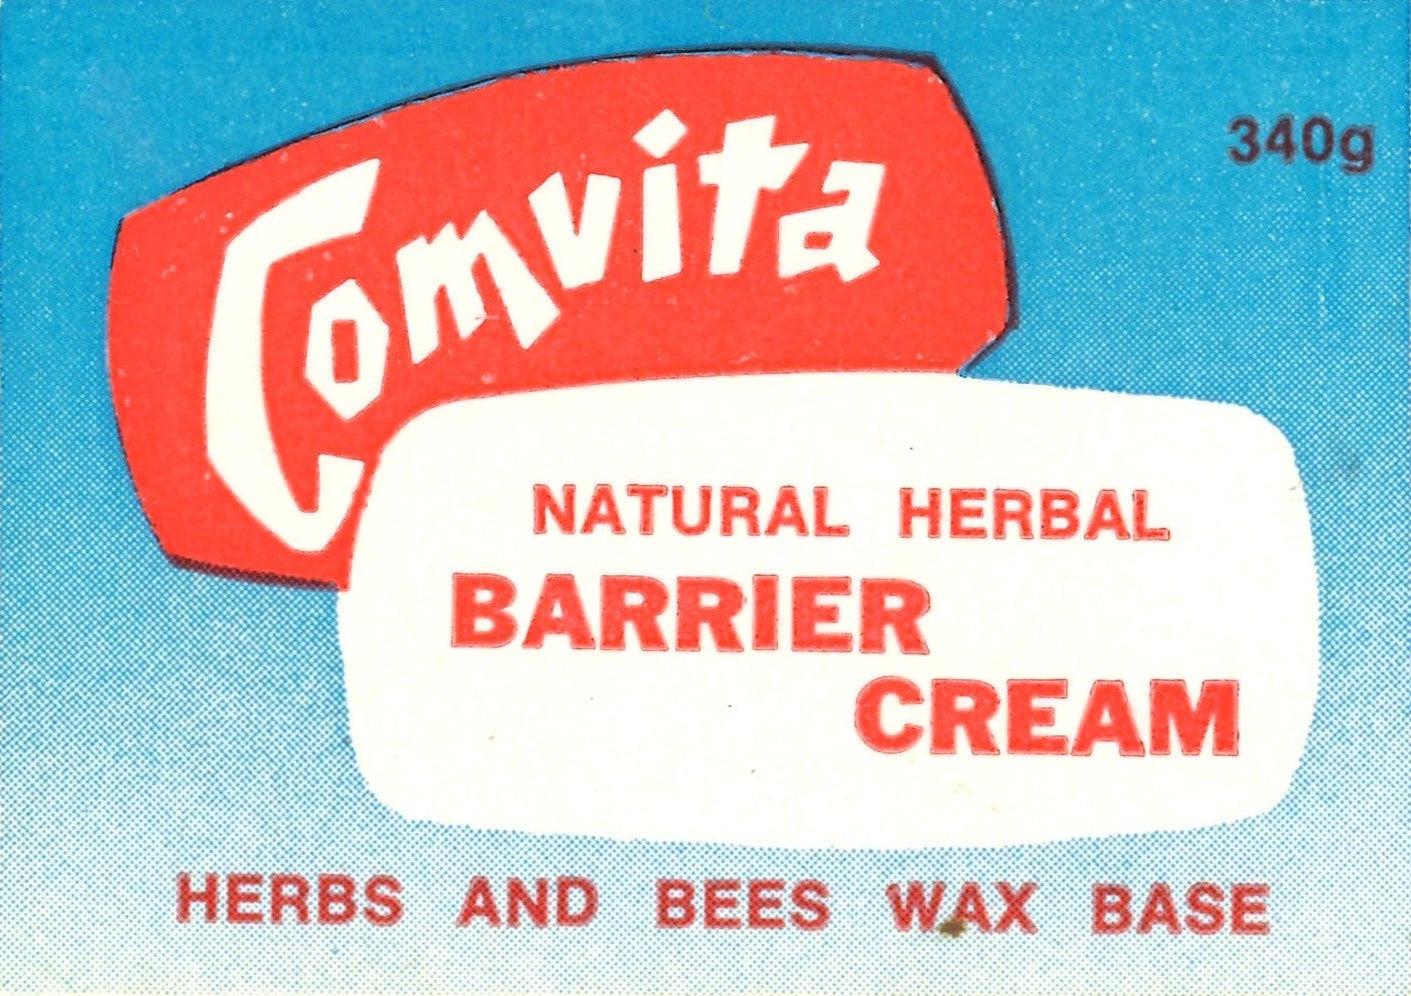 340g
Comvita
NATURAL HERBAL
BARRIER
CREAM
HERBS AND BEES WAX BASE